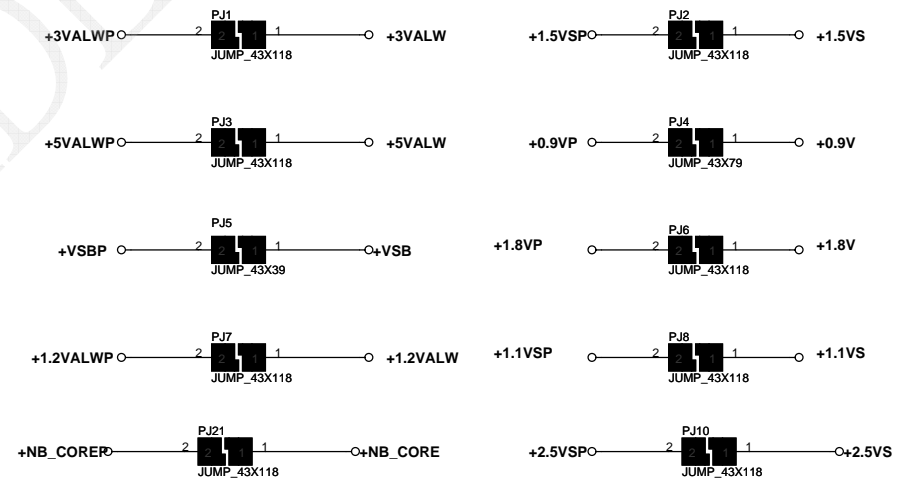 PJ1
+3VALWP 2 2 1 1 +3VALW
JUMP_43X118
PJ2
+1.5VSP 2 2 1 1 +1.5VS
JUMP_43X118
PJ3
+5VALWP 2 2 1 1 +5VALW
JUMP_43X118
PJ4
+0.9VP 2 2 1 1 +0.9V
JUMP_43X79
PJ5
+VSBP 2 2 1 1 +VSB
JUMP_43X39
PJ6
+1.8VP 2 2 1 1 +1.8V
JUMP_43X118
PJ7
+1.2VALWP 2 2 1 1 +1.2VALW
JUMP_43X118
PJ8
+1.1VSP 2 2 1 1 +1.1VS
JUMP_43X118
PJ21
+NB_COREP 2 2 1 1 +NB_CORE
JUMP_43X118
PJ10
+2.5VSP 2 2 1 1 +2.5VS
JUMP_43X118